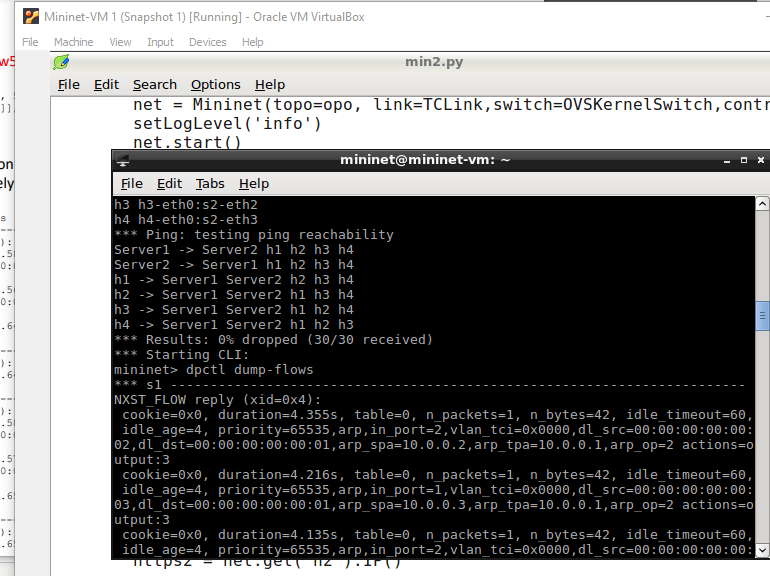 Mininet-VM 1 (Snapshot 1) [Running] - Oracle VM VirtualBox
File Machine View Input Devices Help
min2.py
File Edit Search Options Help
net = Mininet(topo=opo, link=TCLink,switch=OVSKernelSwitch,contr
setLogLevel('info')
net.start()
mininet@mininet-vm: ~
File Edit Tabs Help
h3 h3-eth0:s2-eth2
h4 h4-eth0:s2-eth3
*** Ping: testing ping reachability
Server1 -> Server2 h1 h2 h3 h4
Server2 -> Server1 h1 h2 h3 h4
h1 -> Server1 Server2 h2 h3 h4
h2 -> Server1 Server2 h1 h3 h4
h3 -> Server1 Server2 h1 h2 h4
h4 -> Server1 Server2 h1 h2 h3
*** Results: 0% dropped (30/30 received)
*** Starting CLI:
mininet> dpctl dump-flows
*** s1 ------------------------------------------------------------------------
NXST_FLOW reply (xid=0x4):
cookie=0x0, duration=4.355s, table=0, n_packets=1, n_bytes=42, idle_timeout=60,
idle_age=4, priority=65535,arp,in_port=2,vlan_tci=0x0000,dl_src=00:00:00:00:00:
02,dl_dst=00:00:00:00:00:01,arp_spa=10.0.0.2,arp_tpa=10.0.0.1,arp_op=2 actions=o
utput:3
cookie=0x0, duration=4.216s, table=0, n_packets=1, n_bytes=42, idle_timeout=60,
idle_age=4, priority=65535,arp,in_port=1,vlan_tci=0x0000,dl_src=00:00:00:00:00:
03,dl_dst=00:00:00:00:00:01,arp_spa=10.0.0.3,arp_tpa=10.0.0.1,arp_op=2 actions=o
utput:3
cookie=0x0, duration=4.135s, table=0, n_packets=1, n_bytes=42, idle_timeout=60,
idle_age=4, priority=65535,arp,in_port=2,vlan_tci=0x0000,dl_src=00:00:00:00:00: